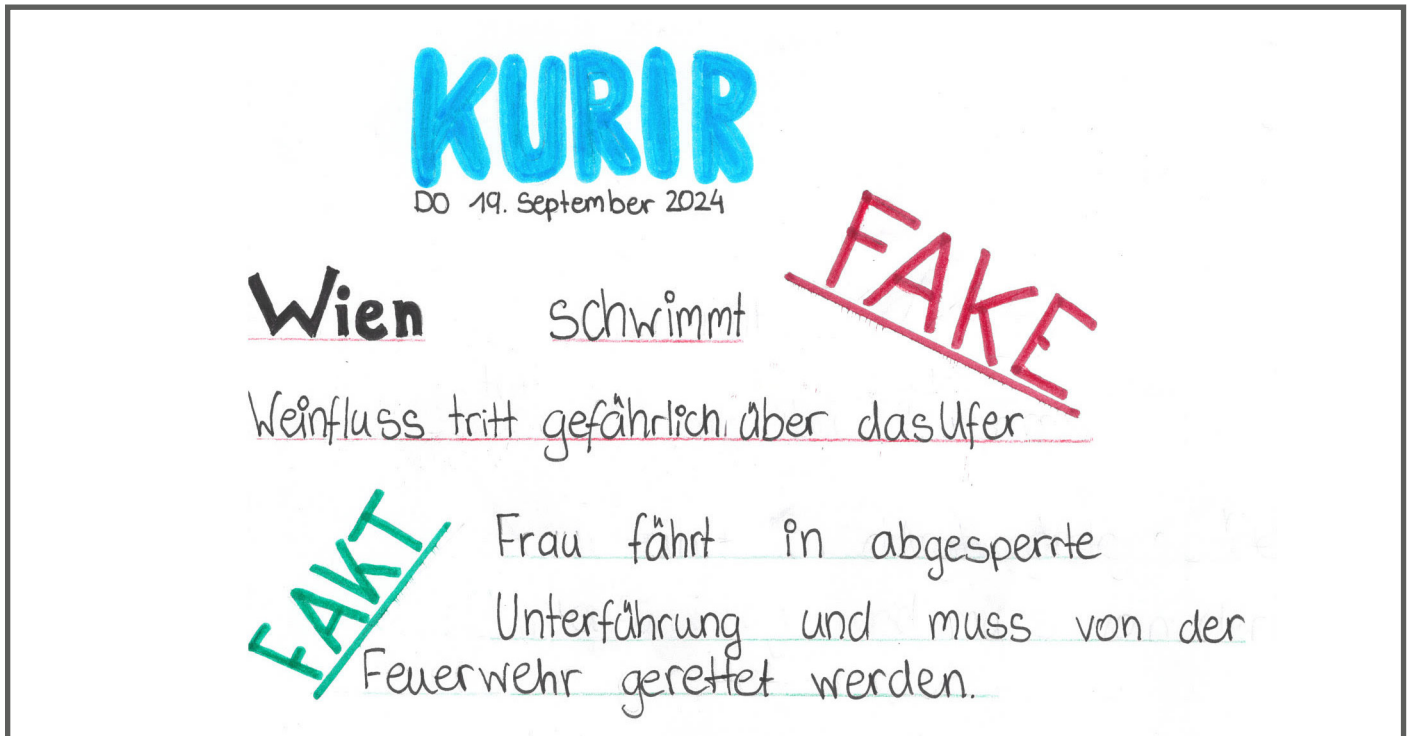 KURIR
DO 19. September 2024
FAKE
Wien schwimmt
Weinfluss tritt gefährlich über das Ufer
FAKT
Frau fährt in abgesperrte
Unterführung und muss von der
Feuerwehr gerettet werden.